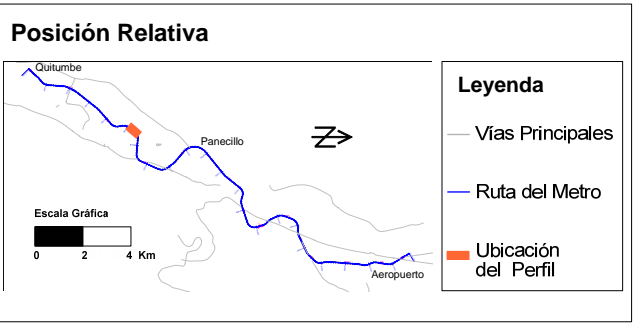 Posición Relativa
Quitumbe
Panecillo
Escala Gráfica
0 2 4 Km
Aeropuerto
N
Leyenda
Vías Principales
Ruta del Metro
Ubicación
del Perfil